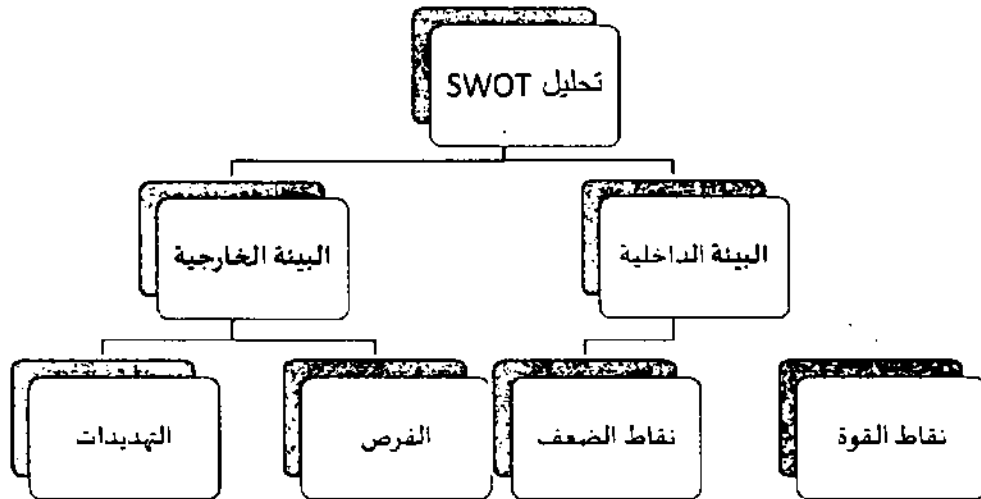 تحليل SWOT
البيئة الداخلية
البيئة الخارجية
نقاط القوة
نقاط الضعف
الفرص
التهديدات